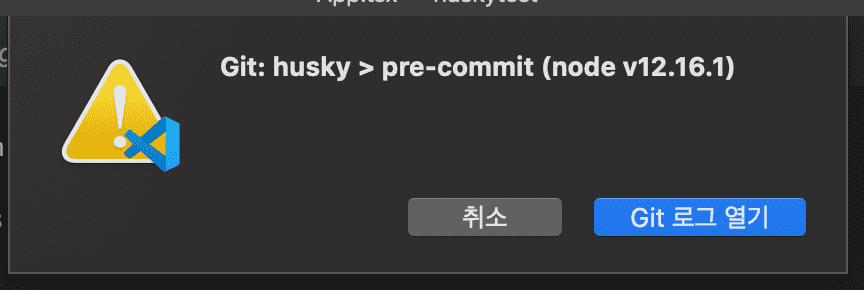 Git: husky > pre-commit (node v12.16.1)
취소
Git 로그 열기